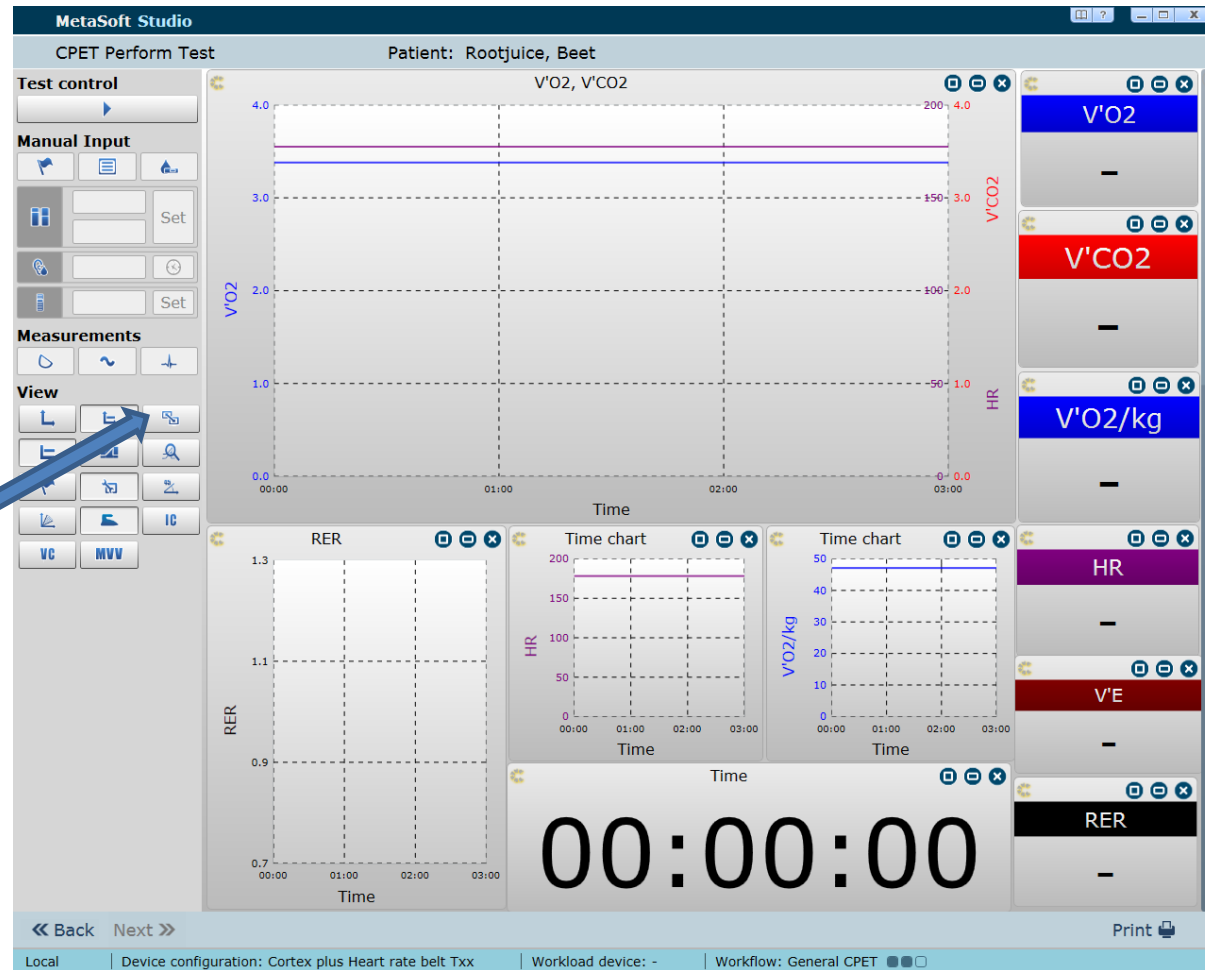 MetaSoft Studio
?
X
CPET Perform Test
Patient: Rootjuice, Beet
Test control
Manual Input
Set
Set
Measurements
View
IC
VC
MVV
V'O2, V'CO2
4.0
3.0
2.0
1.0
0.0
V'O2
200
150
100
50
0
HR
4.0
3.0
2.0
1.0
0.0
V'CO2
00:00
01:00
02:00
03:00
Time
RER
1.3
1.1
0.9
0.7
RER
00:00
01:00
02:00
03:00
Time
Time chart
200
150
100
50
0
HR
00:00
01:00
02:00
03:00
Time
Time chart
50
40
30
20
10
0
V'O2/kg
00:00
01:00
02:00
03:00
Time
Time
00:00:00
V'O2
–
V'CO2
–
V'O2/kg
–
HR
–
V'E
–
RER
–
Back
Next
Print
Local
Device configuration: Cortex plus Heart rate belt Txx
Workload device: -
Workflow: General CPET